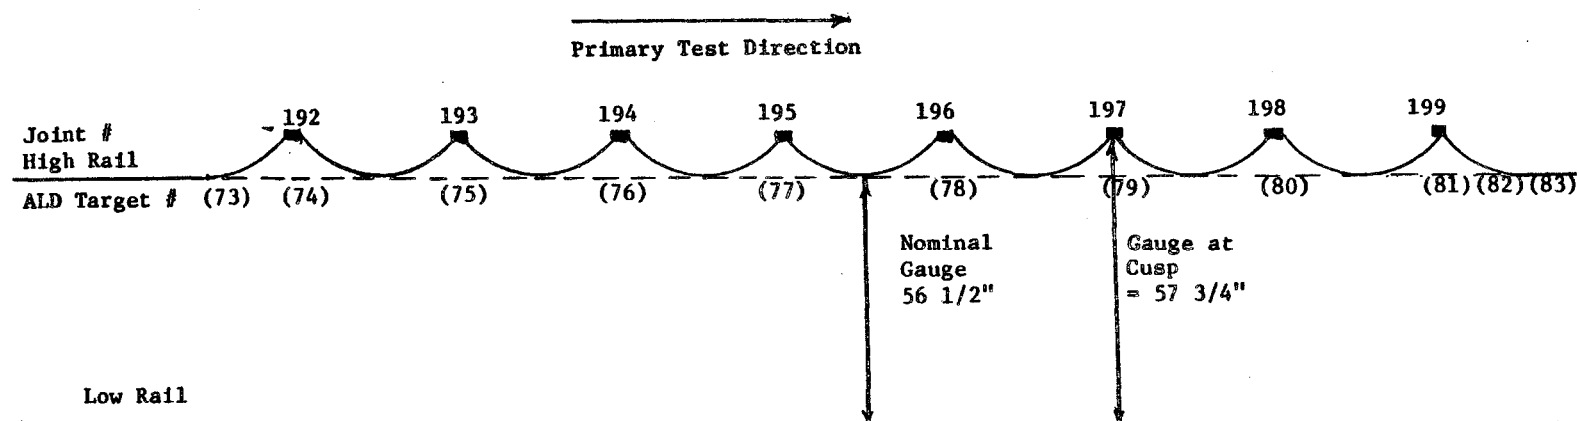 Primary Test Direction
192 193 194 195 196 197 198 199
Joint #
High Rail
ALD Target # (73) (74) (75) (76) (77) (78) (79) (80) (81) (82) (83)
Nominal
Gauge
56 1/2"
Gauge at
Cusp
= 57 3/4"
Low Rail